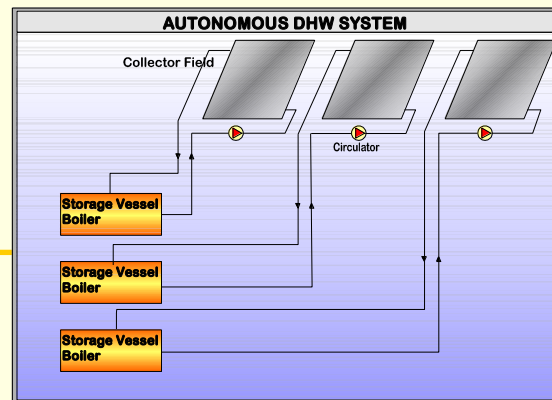 AUTONOMOUS DHW SYSTEM
Collector Field
Circulator
Storage Vessel
Boiler
Storage Vessel
Boiler
Storage Vessel
Boiler